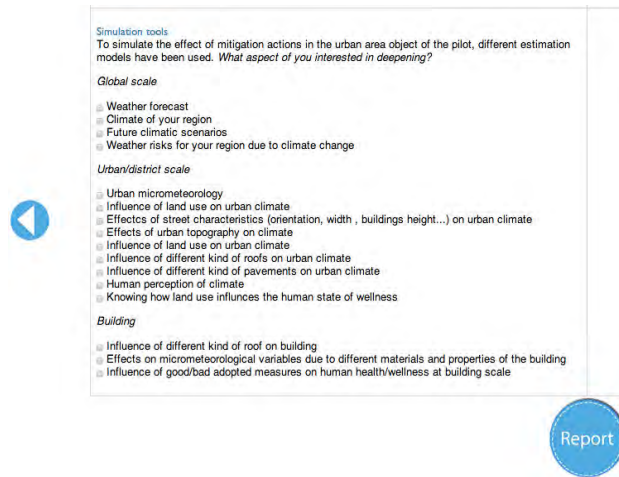 Simulation tools
To simulate the effect of mitigation actions in the urban area object of the pilot, different estimation
models have been used. What aspect of you interested in deepening?
Global scale
Weather forecast
Climate of your region
Future climatic scenarios
Weather risks for your region due to climate change
Urban/district scale
Urban micrometeorology
Influence of land use on urban climate
Effectcs of street characteristics (orientation, width , buildings height...) on urban climate
Effects of urban topography on climate
Influence of land use on urban climate
Influence of different kind of roofs on urban climate
Influence of different kind of pavements on urban climate
Human perception of climate
Knowing how land use influnces the human state of wellness
Building
Influence of different kind of roof on building
Effects on micrometeorological variables due to different materials and properties of the building
Influence of good/bad adopted measures on human health/wellness at building scale
Report